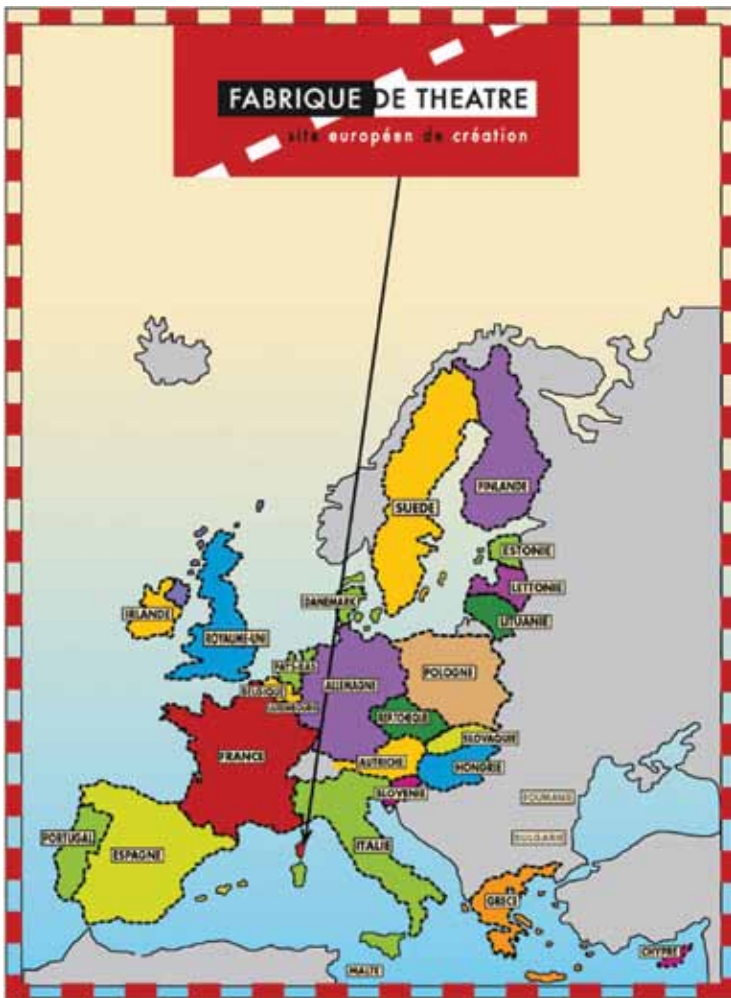 FABRIQUE DE THEATRE
site européen de création
FINLANDE
SUEDE
ESTONIE
LETTONIE
DANEMARK
LITUANIE
IRLANDE
ROYAUME-UNI
PAYS-BAS
POLOGNE
ALLEMAGNE
BELGIQUE
LUXEMBOURG
REP.TCHEQUE
SLOVAQUIE
FRANCE
AUTRICHE
HONGRIE
SLOVENIE
ROUMANIE
PORTUGAL
BULGARIE
ITALIE
ESPAGNE
GRECE
CHYPRE
MALTE